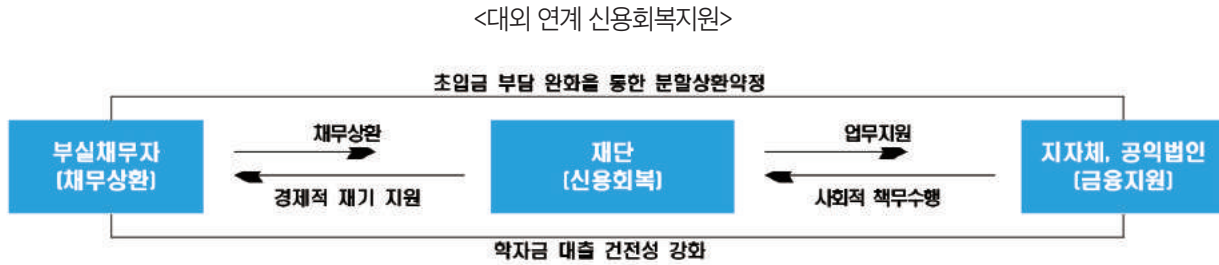 <대외 연계 신용회복지원>
초입금 부담 완화을 통한 분할상환약정
부실채무자
(채무상환)
채무상환
경제적 재기 지원
재단
(신용회복)
업무지원
사회적 책무수행
지자체, 공익법인
(금융지원)
학자금 대출 건전성 강화